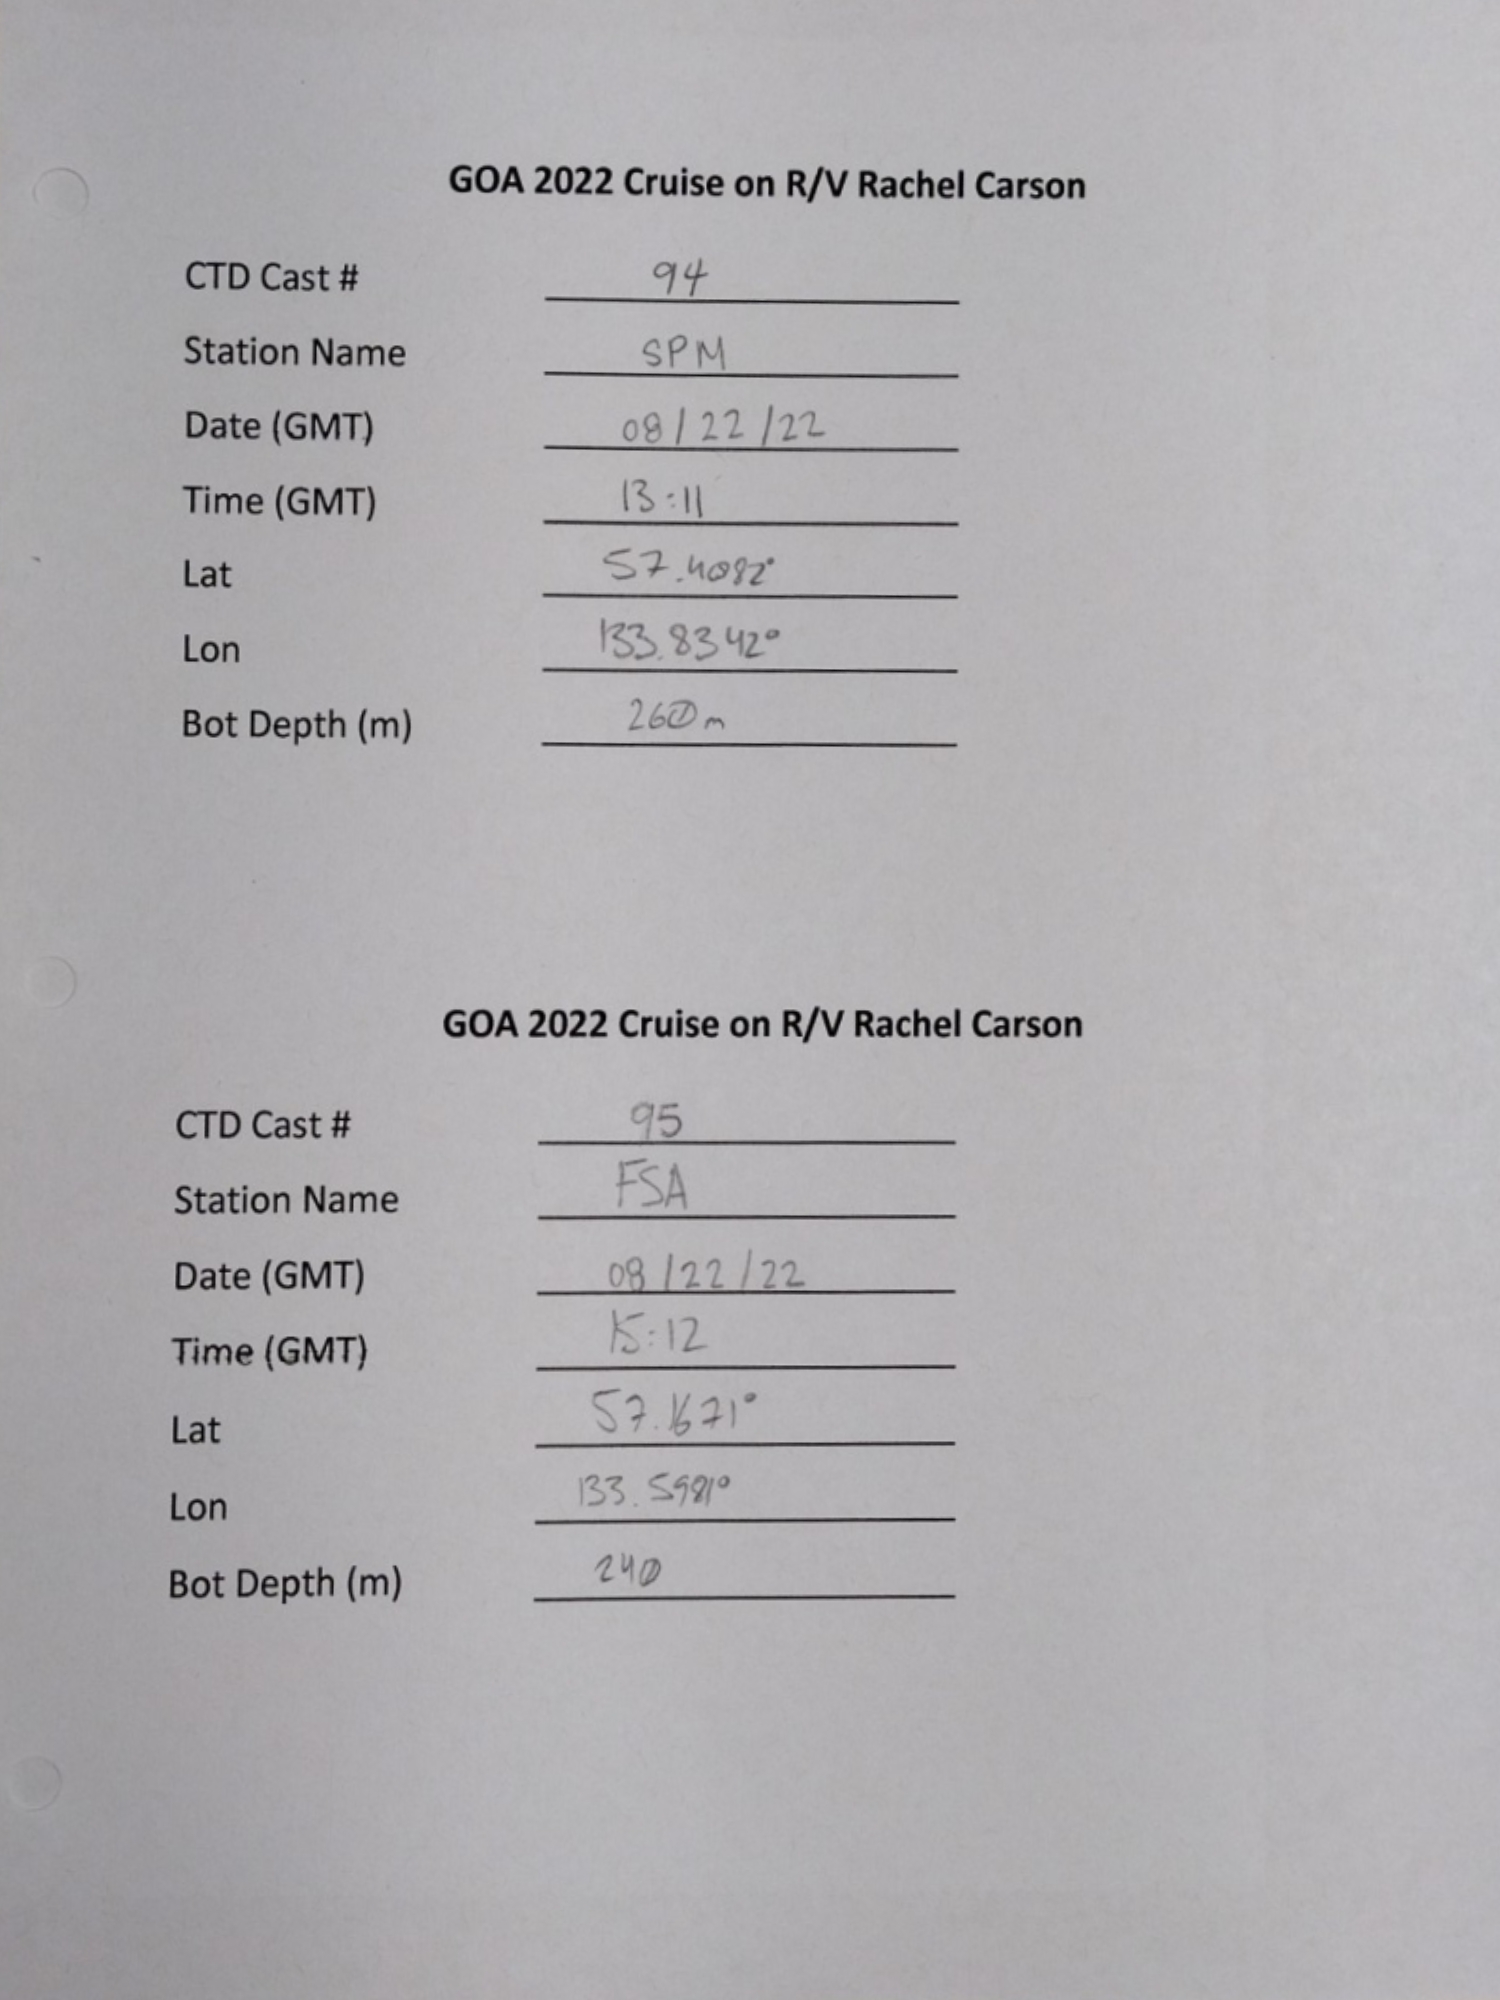 GOA 2022 Cruise on R/V Rachel Carson
CTD Cast # 94
Station Name SPM
Date (GMT) 08/22/22
Time (GMT) 13:11
Lat 57.4082°
Lon 133.8342°
Bot Depth (m) 260m
GOA 2022 Cruise on R/V Rachel Carson
CTD Cast # 95
Station Name FSA
Date (GMT) 08/22/22
Time (GMT) 15:12
Lat 57.1671°
Lon 133.5981°
Bot Depth (m) 240